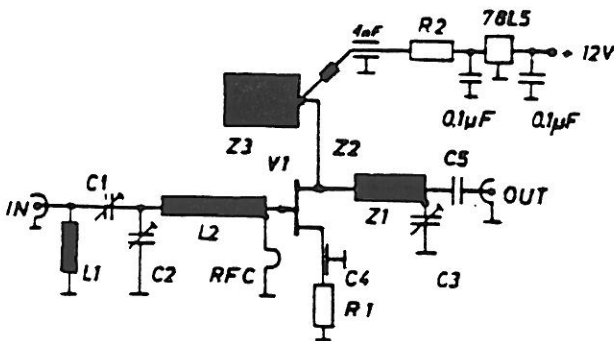 4nF
R2
78L5
+ 12V
0.1µF
0.1µF
Z3
V1
Z2
C5
C1
IN
OUT
L2
Z1
L1
C2
RFC
C4
C3
R1